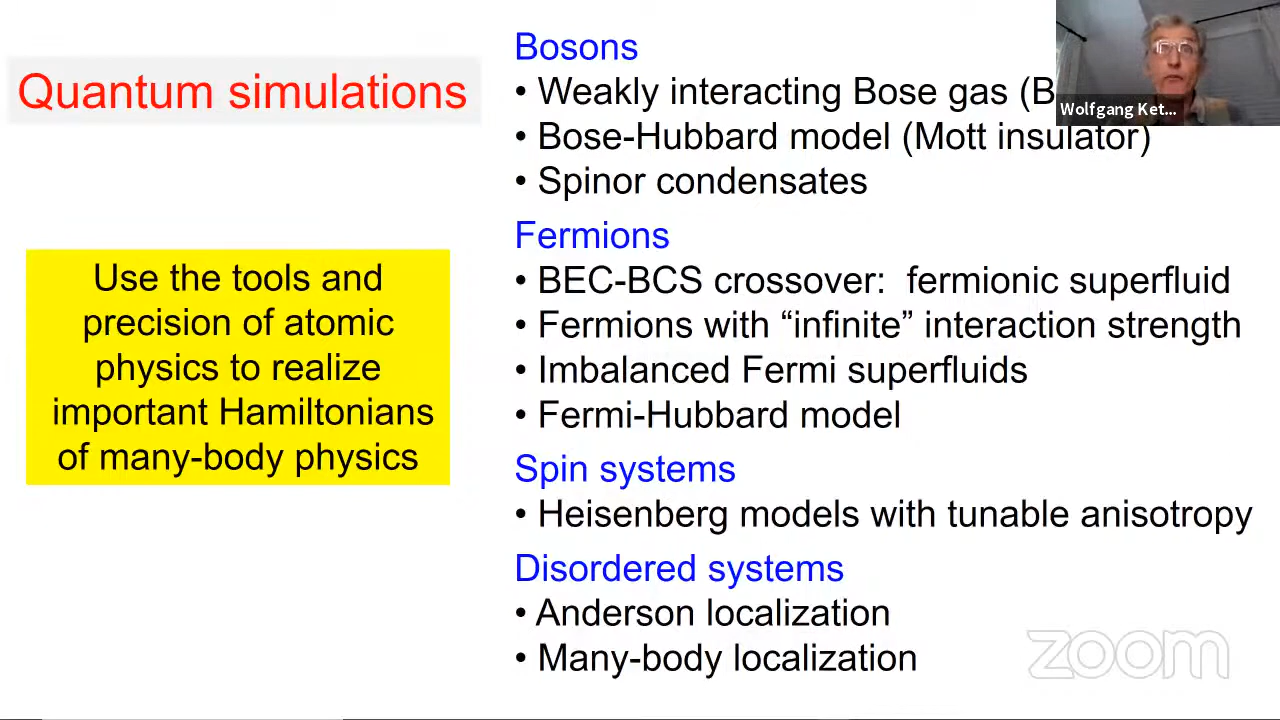 Quantum simulations
Use the tools and
precision of atomic
physics to realize
important Hamiltonians
of many-body physics
Bosons
• Weakly interacting Bose gas (B
• Bose-Hubbard model (Mott insulator)
• Spinor condensates
Fermions
• BEC-BCS crossover: fermionic superfluid
• Fermions with “infinite” interaction strength
• Imbalanced Fermi superfluids
• Fermi-Hubbard model
Spin systems
• Heisenberg models with tunable anisotropy
Disordered systems
• Anderson localization
• Many-body localization
Wolfgang Ket...
zoom